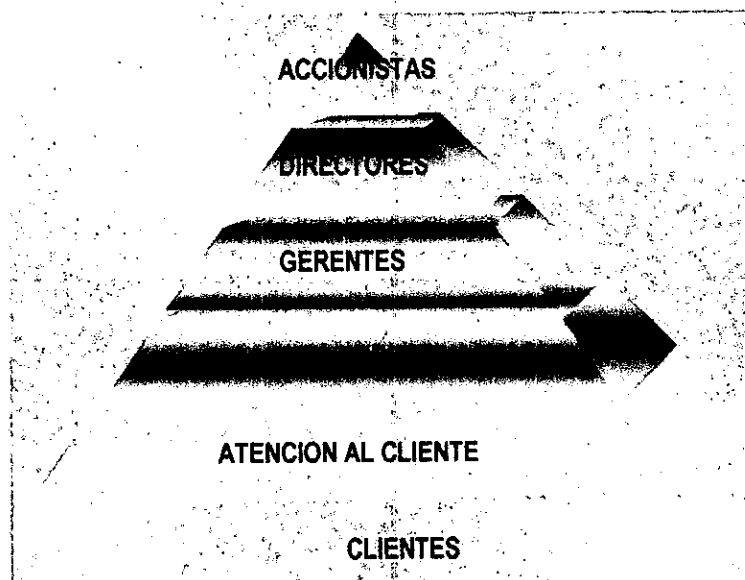 ACCIONISTAS
DIRECTORES
GERENTES
ATENCION AL CLIENTE
CLIENTES